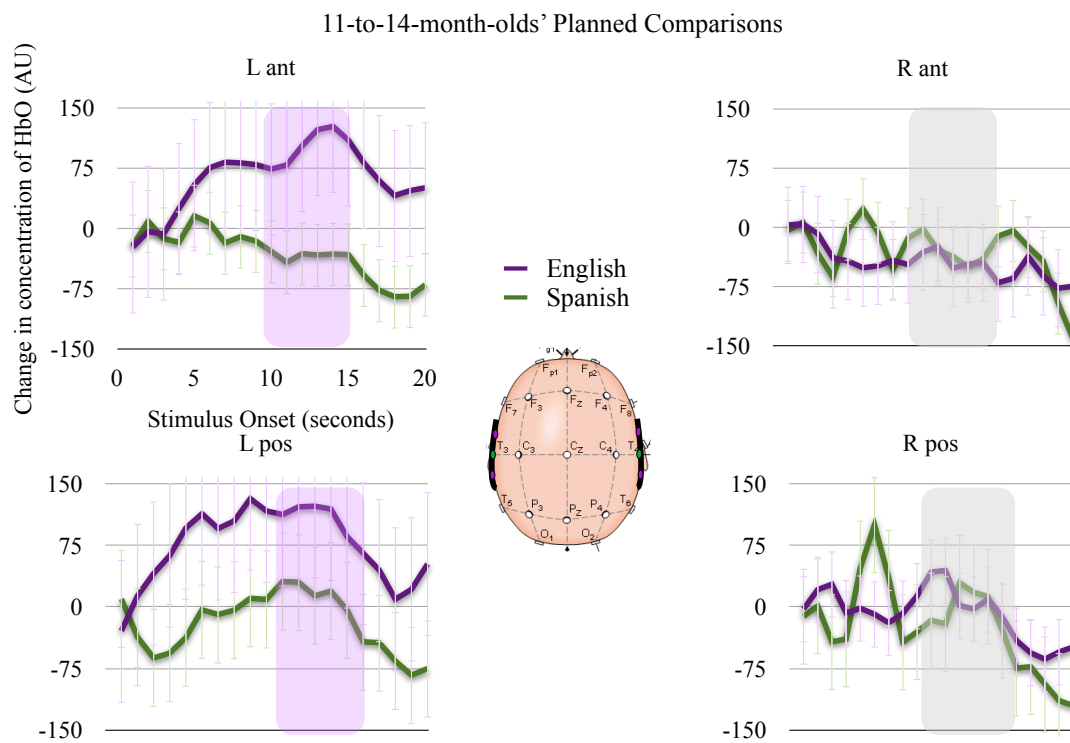 11-to-14-month-olds’ Planned Comparisons
L ant
R ant
Change in concentration of HbO (AU)
150
75
0
-75
-150
0 5 10 15 20
Stimulus Onset (seconds)
150
75
0
-75
-150
English
Spanish
Fp1 Fp2
F7 F3 Fz F4 F8
T3 C3 Cz C4 T4
T5 P3 Pz P4 T6
O1 O2
L pos
150
75
0
-75
-150
R pos
150
75
0
-75
-150